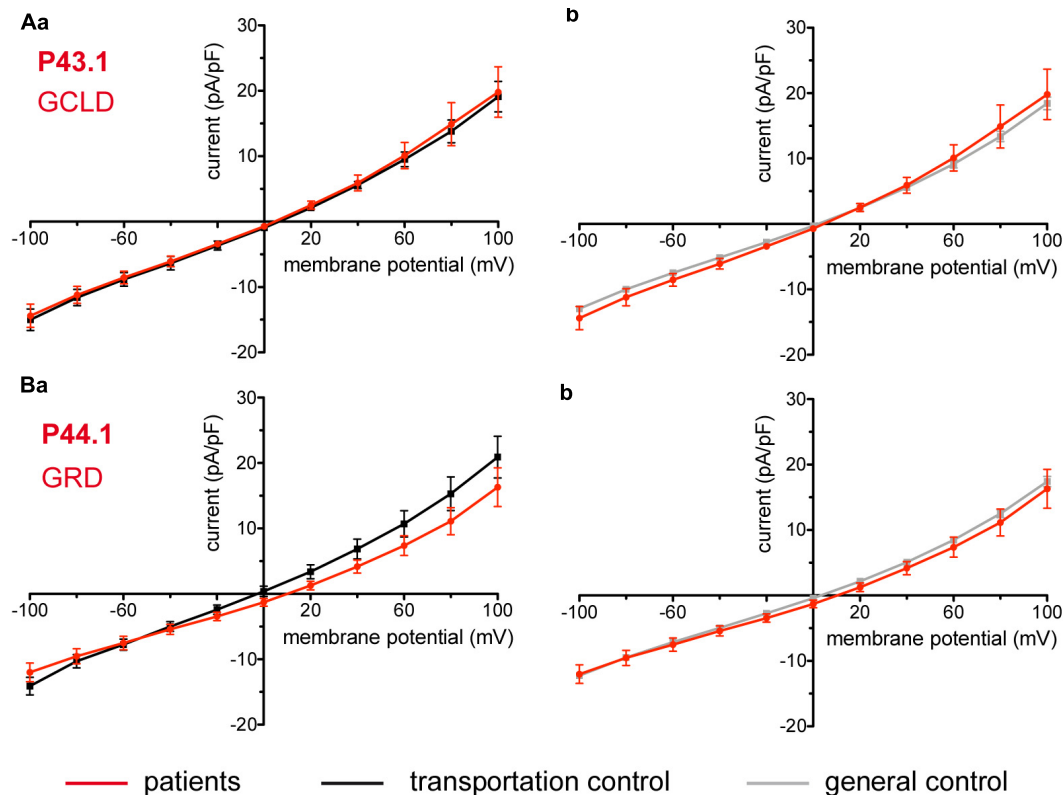 Aa
P43.1
GCLD
current (pA/pF)
30
20
10
-10
-20
-100
-60
20
60
100
membrane potential (mV)
b
current (pA/pF)
30
20
10
-10
-20
-100
-60
20
60
100
membrane potential (mV)
Ba
P44.1
GRD
current (pA/pF)
30
20
10
-10
-20
-100
-60
20
60
100
membrane potential (mV)
b
current (pA/pF)
30
20
10
-10
-20
-100
-60
20
60
100
membrane potential (mV)
patients
transportation control
general control